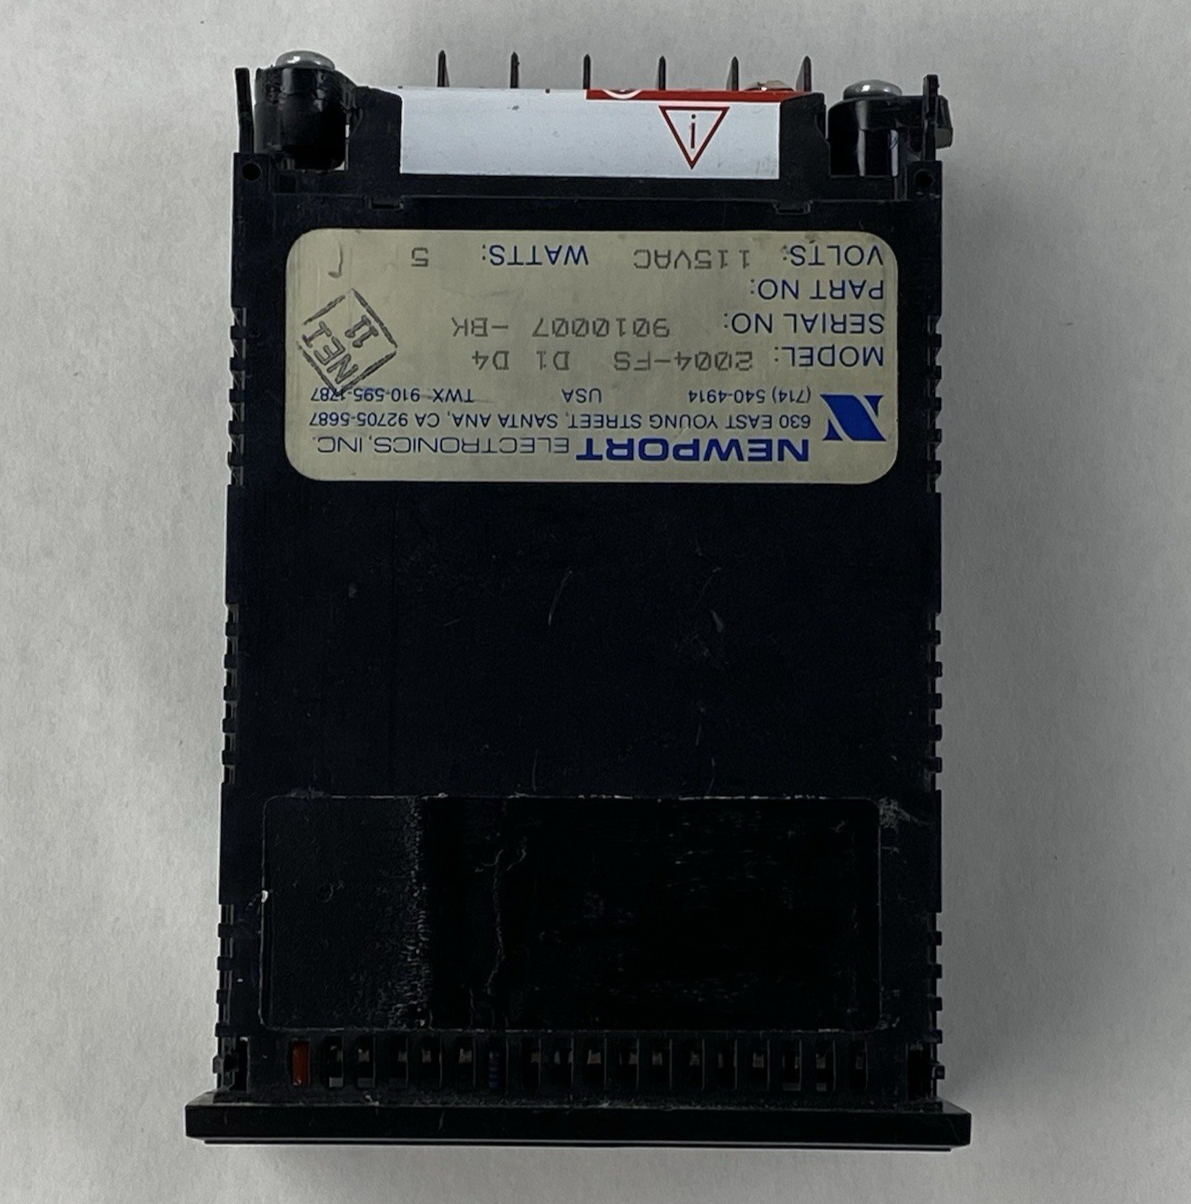 NEWPORT ELECTRONICS, INC.
630 EAST YOUNG STREET, SANTA ANA, CA 92705-5687
(714) 540-4914 USA TWX 910-595-1787
MODEL: 2004-FS D1 D4
SERIAL NO: 9010007 -BK
PART NO:
VOLTS: 115VAC WATTS: 5
NEI
11
i